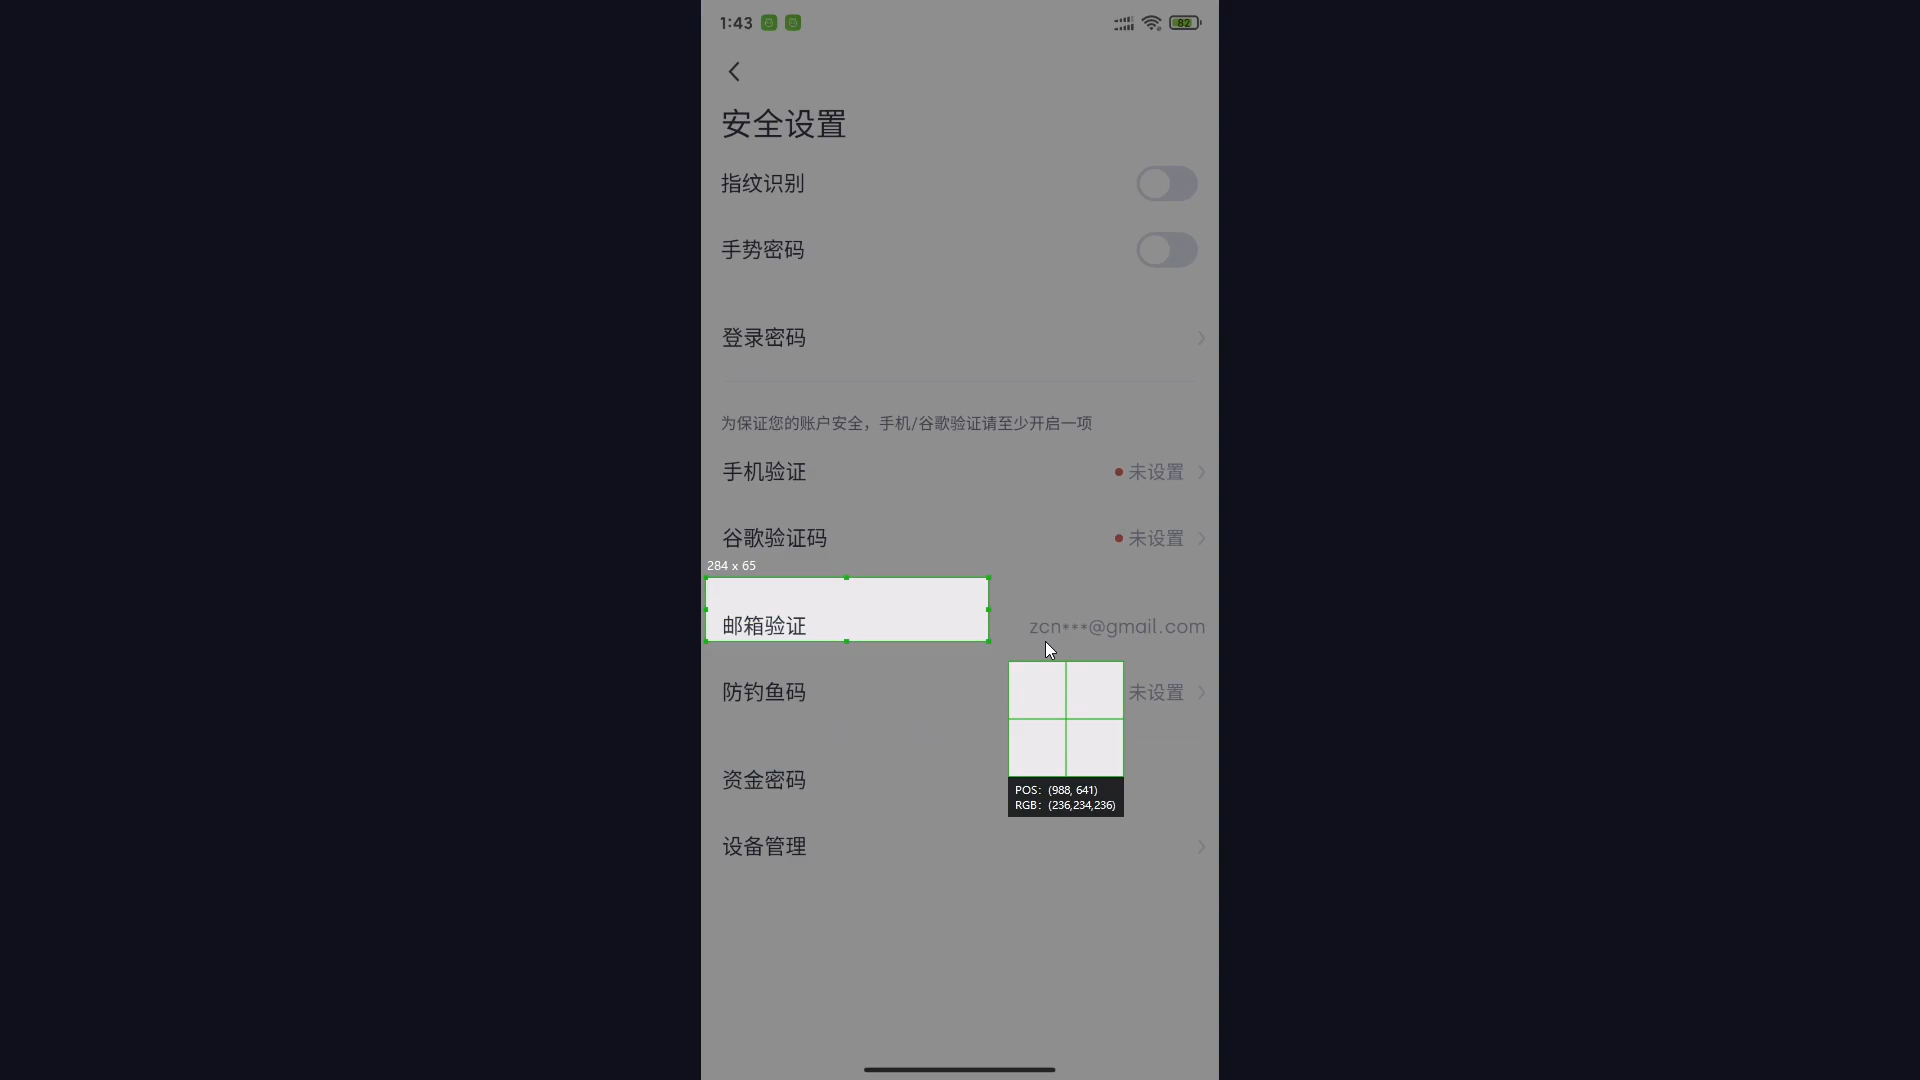 1:43
82
安全设置
指纹识别
手势密码
登录密码
为保证您的账户安全，手机/谷歌验证请至少开启一项
手机验证 未设置
谷歌验证码 未设置
284 x 65
邮箱验证 zcn***@gmail.com
防钓鱼码 未设置
资金密码
POS: (988, 641)
RGB: (236,234,236)
设备管理